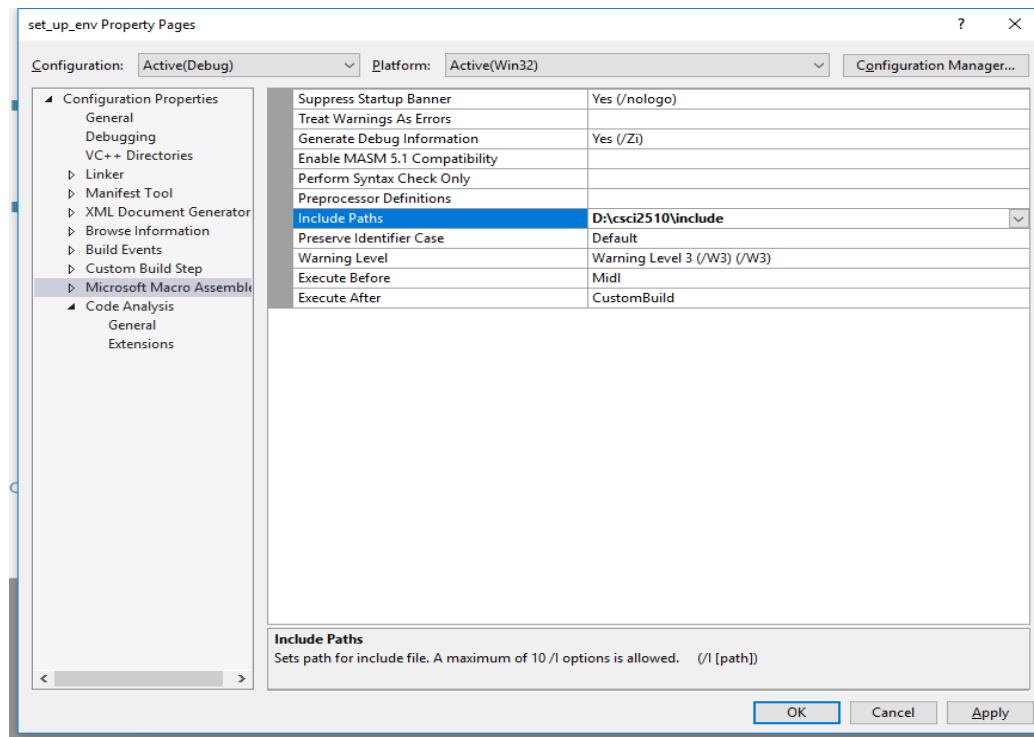 set_up_env Property Pages
? ×
Configuration: Active(Debug) Platform: Active(Win32) Configuration Manager...
Configuration Properties
General
Debugging
VC++ Directories
Linker
Manifest Tool
XML Document Generator
Browse Information
Build Events
Custom Build Step
Microsoft Macro Assemble
Code Analysis
General
Extensions
Suppress Startup Banner Yes (/nologo)
Treat Warnings As Errors
Generate Debug Information Yes (/Zi)
Enable MASM 5.1 Compatibility
Perform Syntax Check Only
Preprocessor Definitions
Include Paths D:\csci2510\include
Preserve Identifier Case Default
Warning Level Warning Level 3 (/W3) (/W3)
Execute Before Midl
Execute After CustomBuild
Include Paths
Sets path for include file. A maximum of 10 /I options is allowed. (/I [path])
OK Cancel Apply